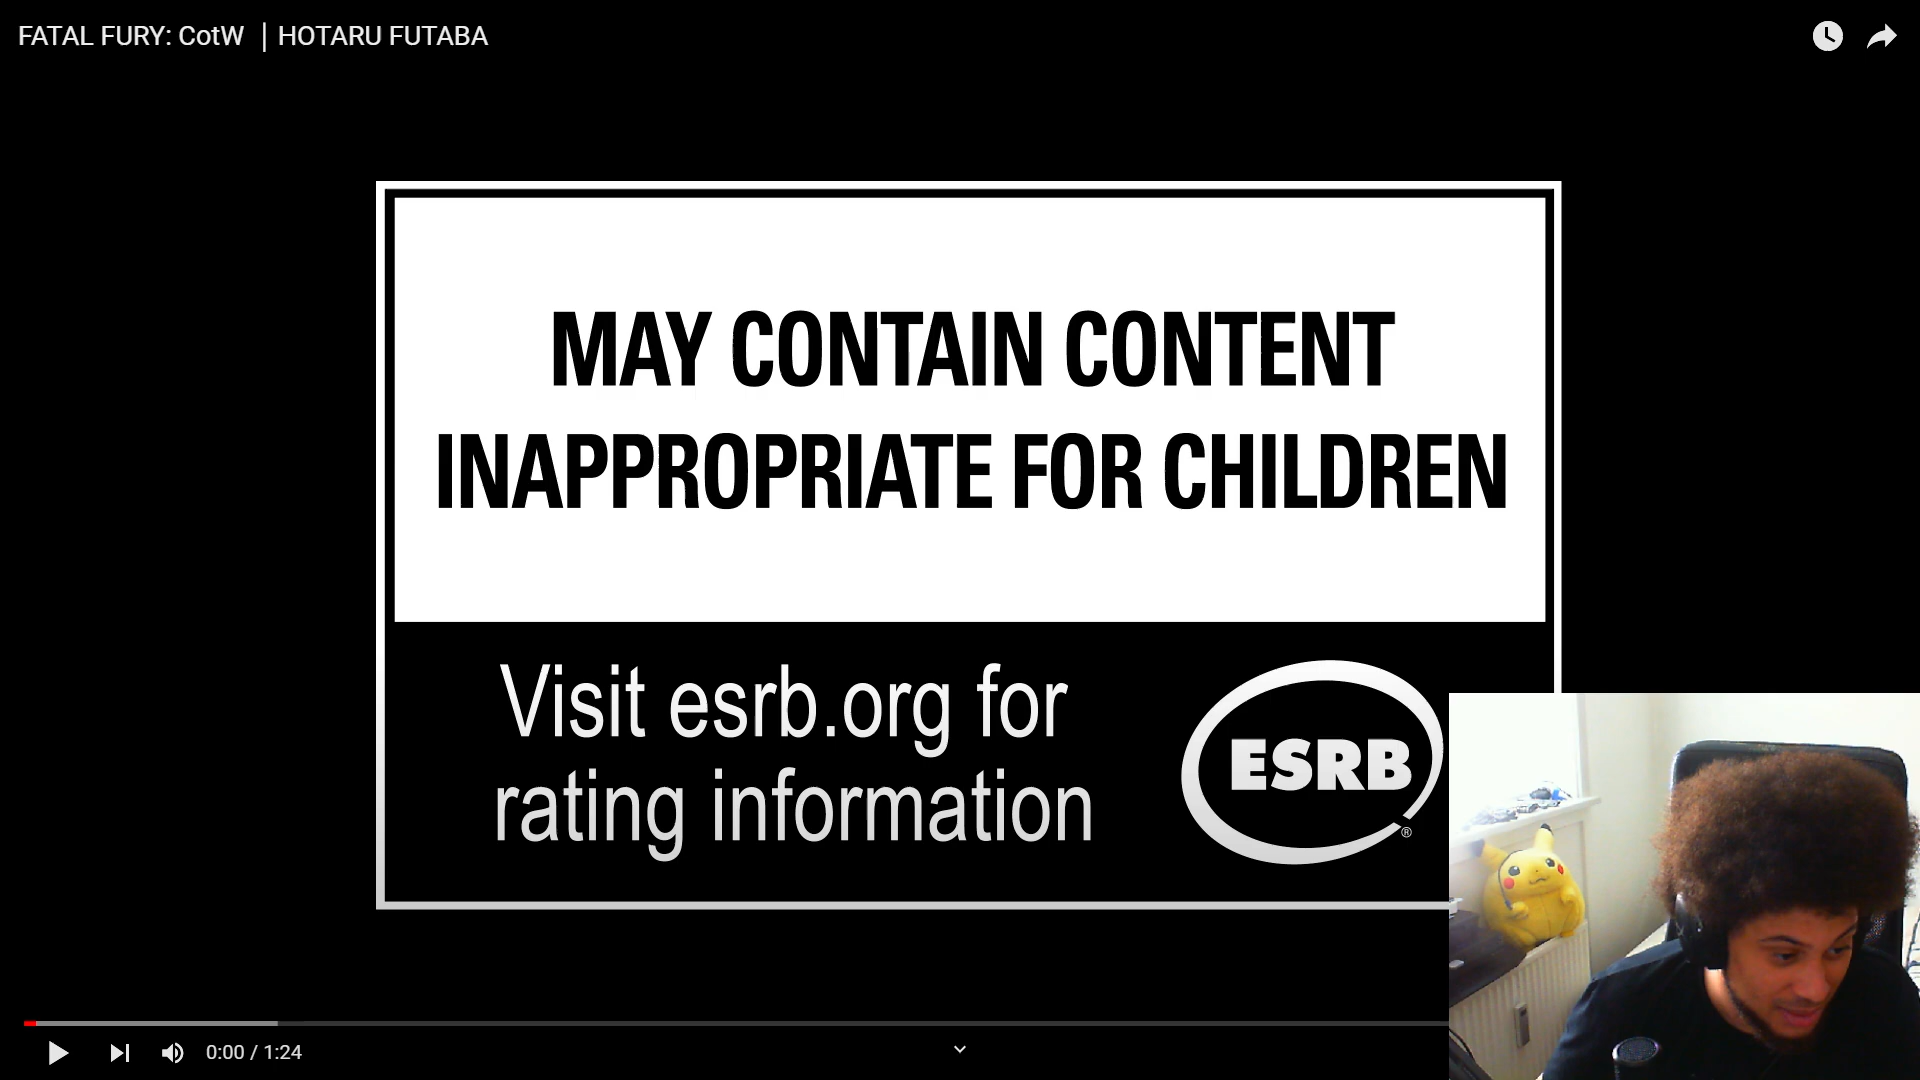 FATAL FURY: CotW │HOTARU FUTABA
MAY CONTAIN CONTENT
INAPPROPRIATE FOR CHILDREN
Visit esrb.org for
rating information
ESRB
®
0:00 / 1:24